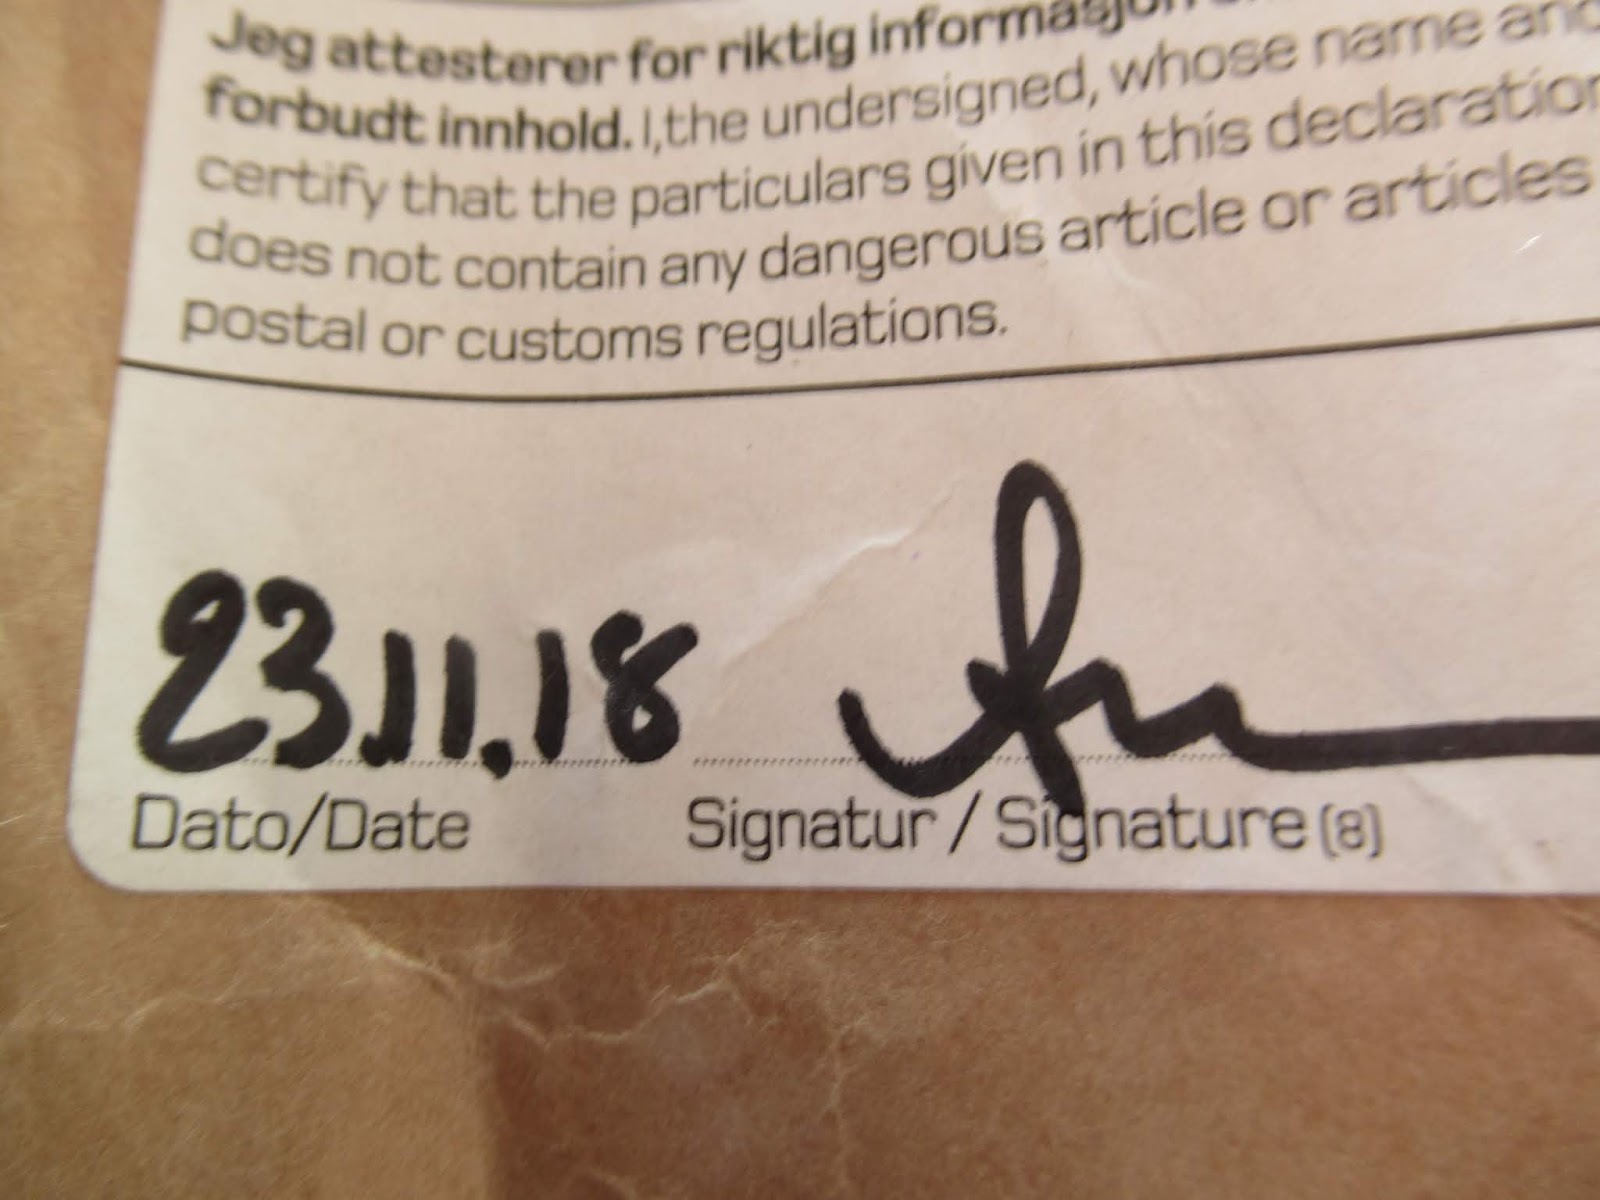 Jeg attesterer for riktig informasjon
forbudt innhold. I,the undersigned, whose name and
certify that the particulars given in this declaration
does not contain any dangerous article or articles
postal or customs regulations.
23.11.18
Dato/Date Signatur / Signature (8)